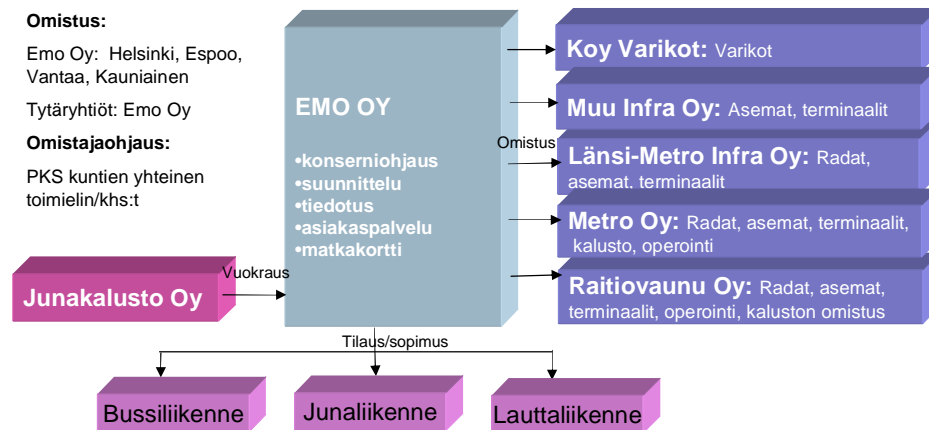 Omistus:
Emo Oy: Helsinki, Espoo,
Vantaa, Kauniainen
Tytäryhtiöt: Emo Oy
Omistajaohjaus:
PKS kuntien yhteinen
toimielin/khs:t
EMO OY
•konserniohjaus
•suunnittelu
•tiedotus
•asiakaspalvelu
•matkakortti
Omistus
Koy Varikot: Varikot
Muu Infra Oy: Asemat, terminaalit
Länsi-Metro Infra Oy: Radat,
asemat, terminaalit
Metro Oy: Radat, asemat, terminaalit,
kalusto, operointi
Raitiovaunu Oy: Radat, asemat,
terminaalit, operointi, kaluston omistus
Vuokraus
Junakalusto Oy
Tilaus/sopimus
Bussiliikenne
Junaliikenne
Lauttaliikenne